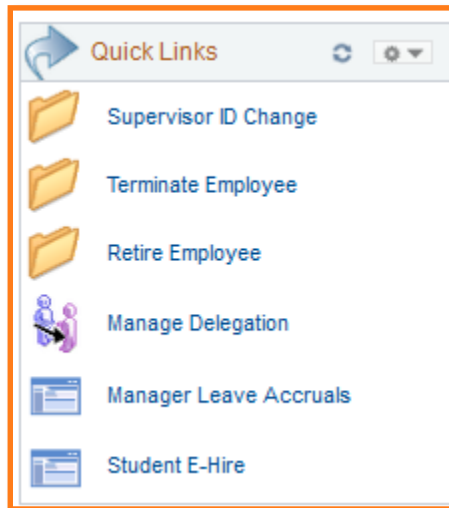 Quick Links
Supervisor ID Change
Terminate Employee
Retire Employee
Manage Delegation
Manager Leave Accruals
Student E-Hire